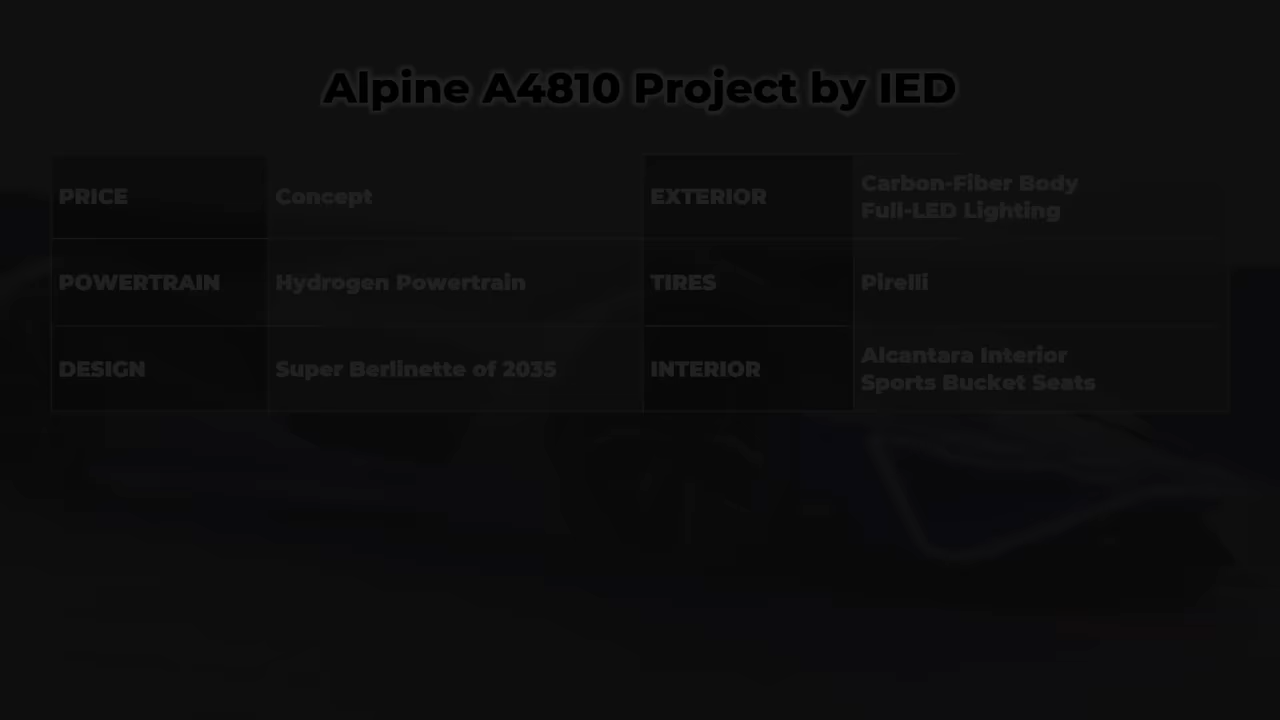 Alpine A4810 Project by IED
PRICE
Concept
EXTERIOR
Carbon-Fiber Body
Full-LED Lighting
POWERTRAIN
Hydrogen Powertrain
TIRES
Pirelli
DESIGN
Super Berlinette of 2035
INTERIOR
Alcantara Interior
Sports Bucket Seats